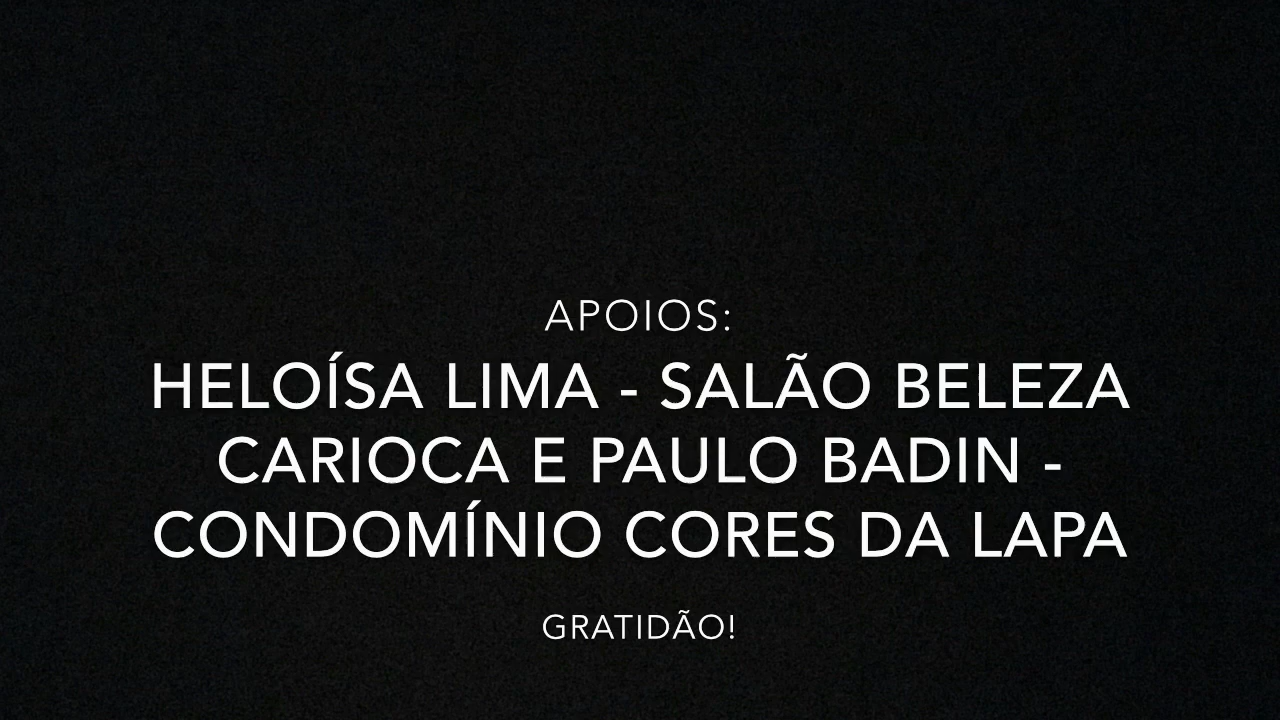 APOIOS:
HELOÍSA LIMA - SALÃO BELEZA
CARIOCA E PAULO BADIN -
CONDOMÍNIO CORES DA LAPA
GRATIDÃO!